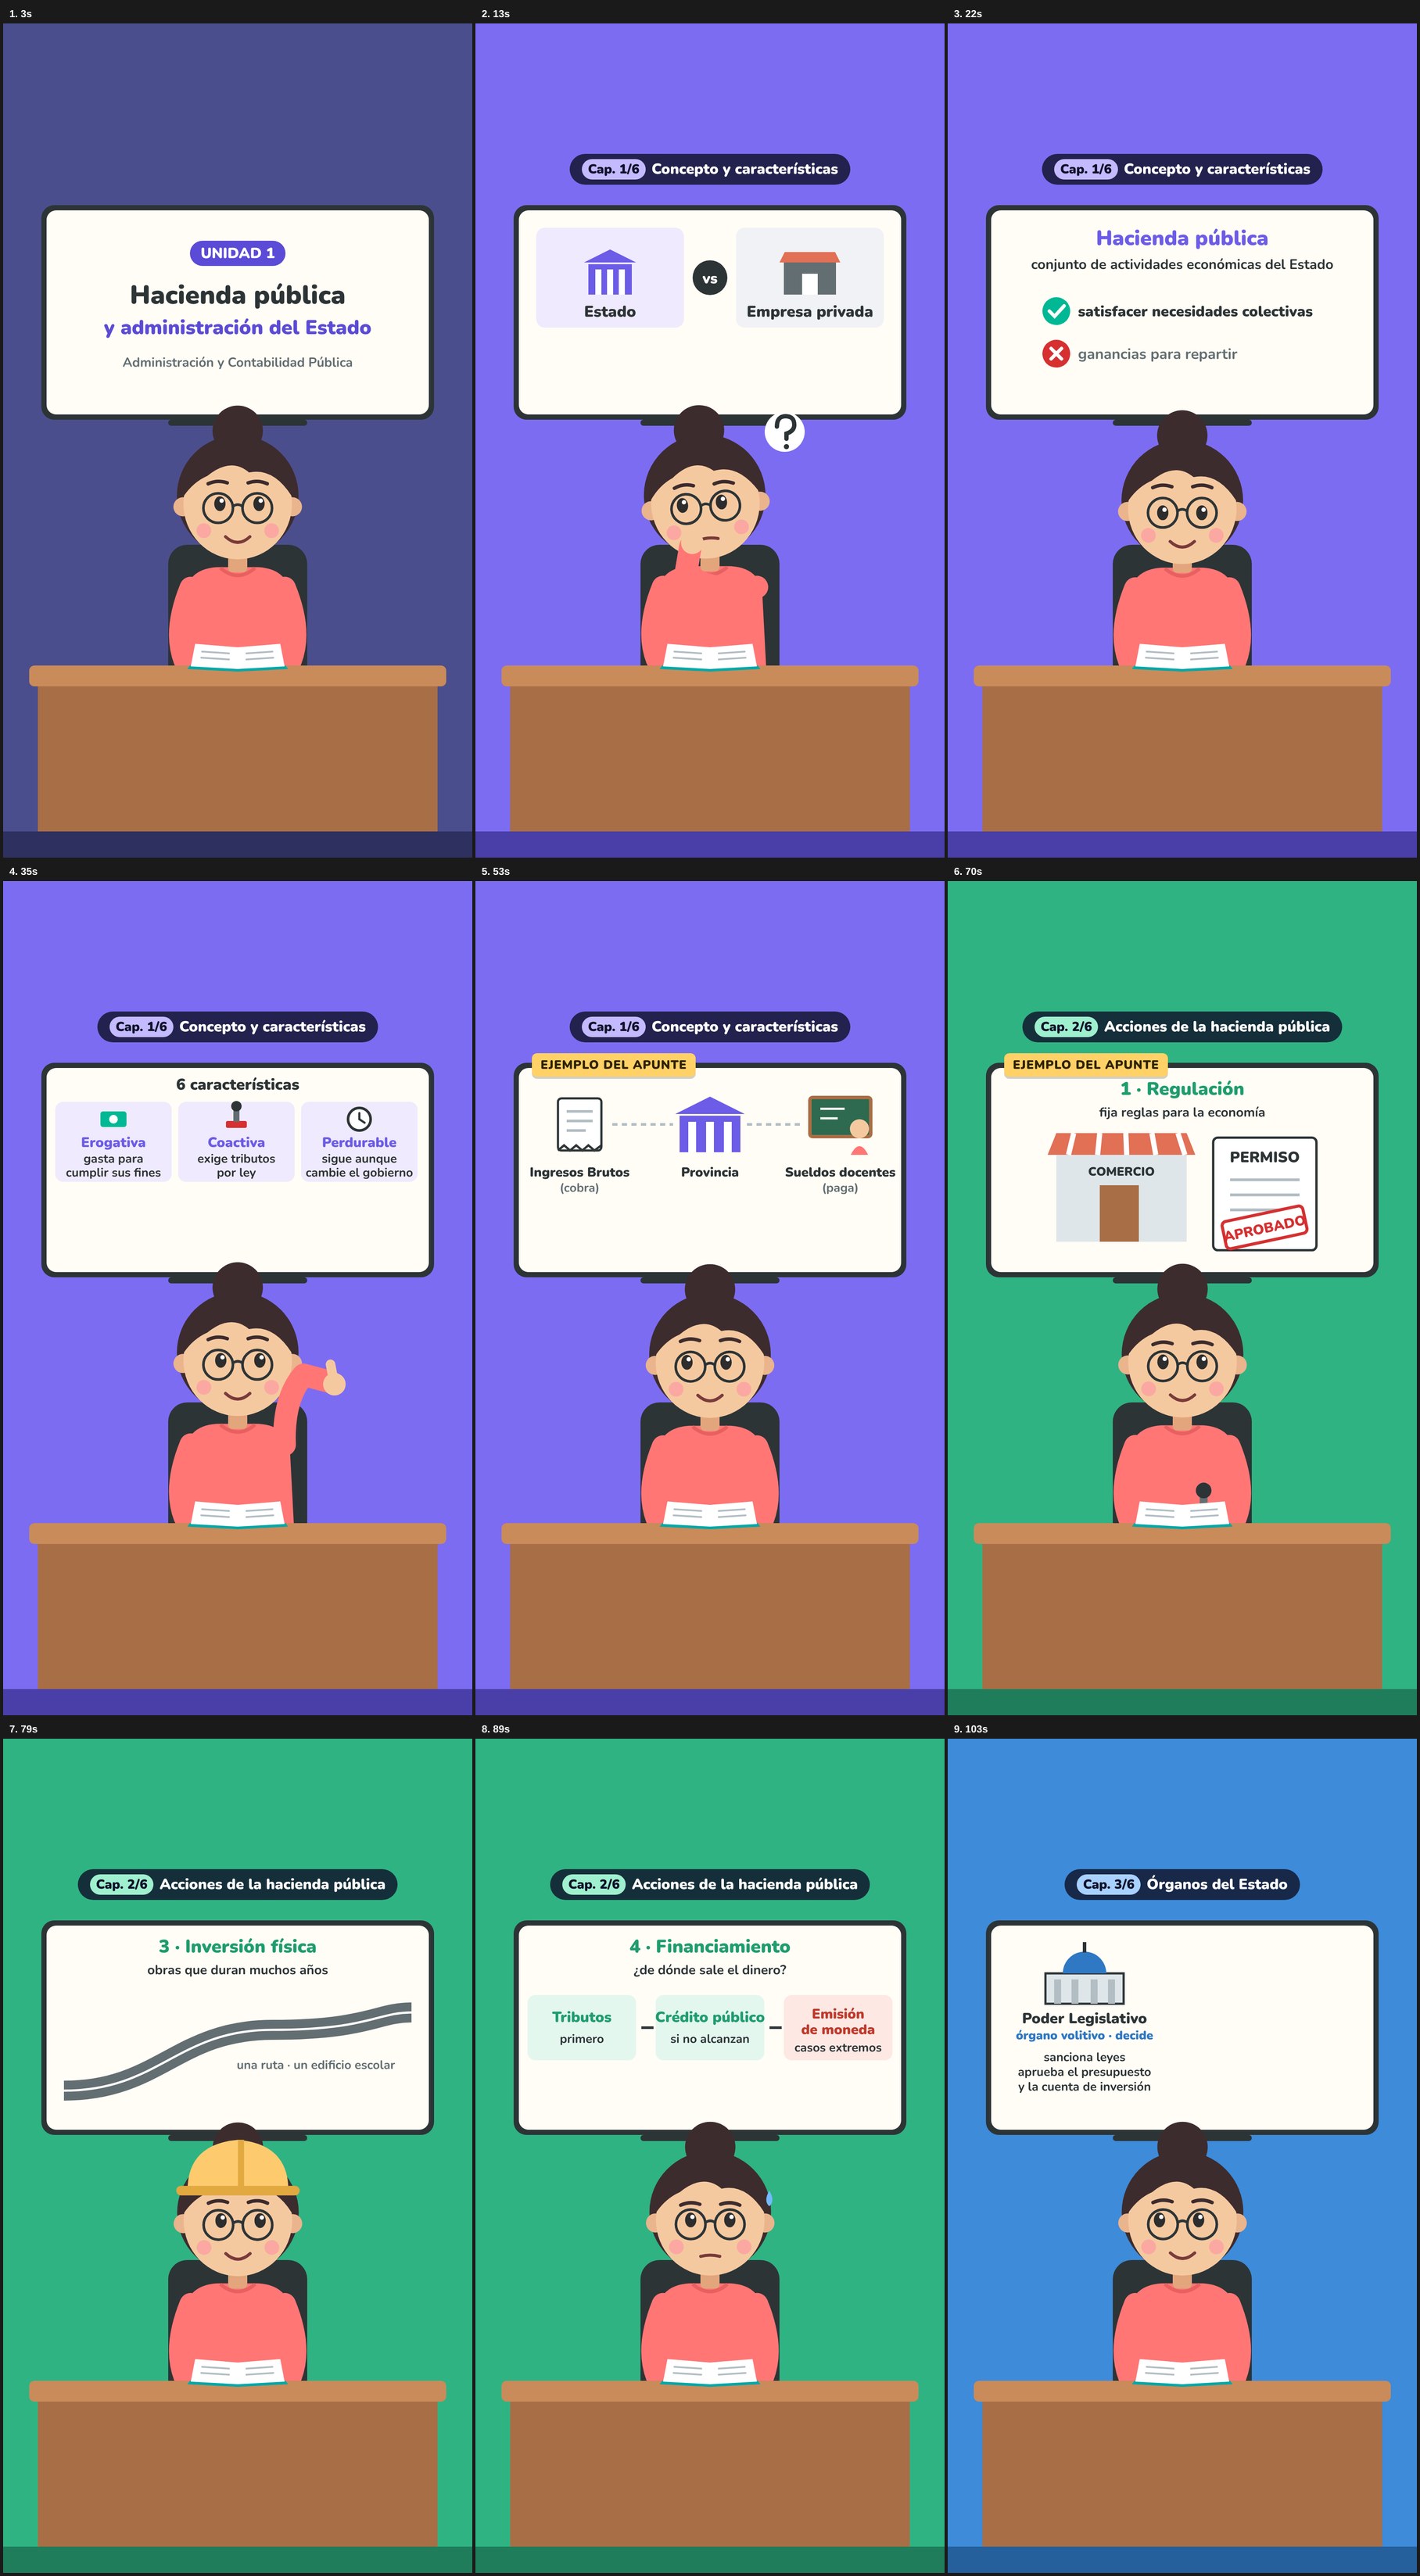 1. 3s
UNIDAD 1
Hacienda pública
y administración del Estado
Administración y Contabilidad Pública
2. 13s
Cap. 1/6 Concepto y características
Estado
vs
Empresa privada
?
3. 22s
Cap. 1/6 Concepto y características
Hacienda pública
conjunto de actividades económicas del Estado
satisfacer necesidades colectivas
ganancias para repartir
4. 35s
Cap. 1/6 Concepto y características
6 características
Erogativa
gasta para
cumplir sus fines
Coactiva
exige tributos
por ley
Perdurable
sigue aunque
cambie el gobierno
5. 53s
Cap. 1/6 Concepto y características
EJEMPLO DEL APUNTE
Ingresos Brutos
(cobra)
Provincia
Sueldos docentes
(paga)
6. 70s
Cap. 2/6 Acciones de la hacienda pública
EJEMPLO DEL APUNTE
1 · Regulación
fija reglas para la economía
COMERCIO
PERMISO
APROBADO
7. 79s
Cap. 2/6 Acciones de la hacienda pública
3 · Inversión física
obras que duran muchos años
una ruta · un edificio escolar
8. 89s
Cap. 2/6 Acciones de la hacienda pública
4 · Financiamiento
¿de dónde sale el dinero?
Tributos
primero
Crédito público
si no alcanzan
Emisión
de moneda
casos extremos
9. 103s
Cap. 3/6 Órganos del Estado
Poder Legislativo
órgano volitivo · decide
sanciona leyes
aprueba el presupuesto
y la cuenta de inversión